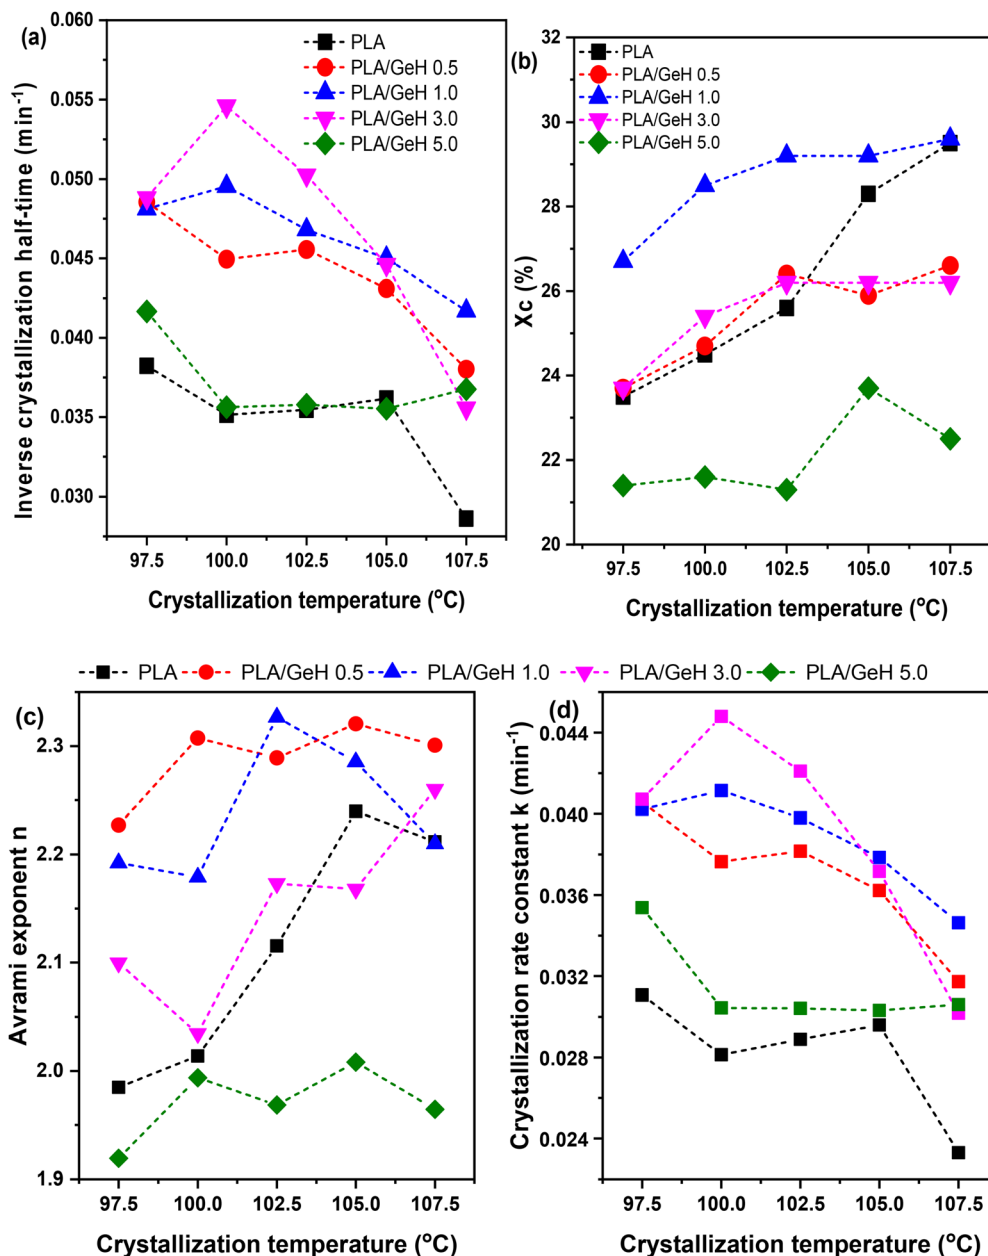 (a)
PLA
PLA/GeH 0.5
PLA/GeH 1.0
PLA/GeH 3.0
PLA/GeH 5.0
0.060
0.055
0.050
0.045
0.040
0.035
0.030
Inverse crystallization half-time (min⁻¹)
97.5 100.0 102.5 105.0 107.5
Crystallization temperature (°C)
(b)
PLA
PLA/GeH 0.5
PLA/GeH 1.0
PLA/GeH 3.0
PLA/GeH 5.0
32
30
28
26
24
22
20
Xc (%)
97.5 100.0 102.5 105.0 107.5
Crystallization temperature (°C)
PLA PLA/GeH 0.5 PLA/GeH 1.0 PLA/GeH 3.0 PLA/GeH 5.0
(c)
2.3
2.2
2.1
2.0
1.9
Avrami exponent n
97.5 100.0 102.5 105.0 107.5
Crystallization temperature (°C)
(d)
0.044
0.040
0.036
0.032
0.028
0.024
Crystallization rate constant k (min⁻¹)
97.5 100.0 102.5 105.0 107.5
Crystallization temperature (°C)